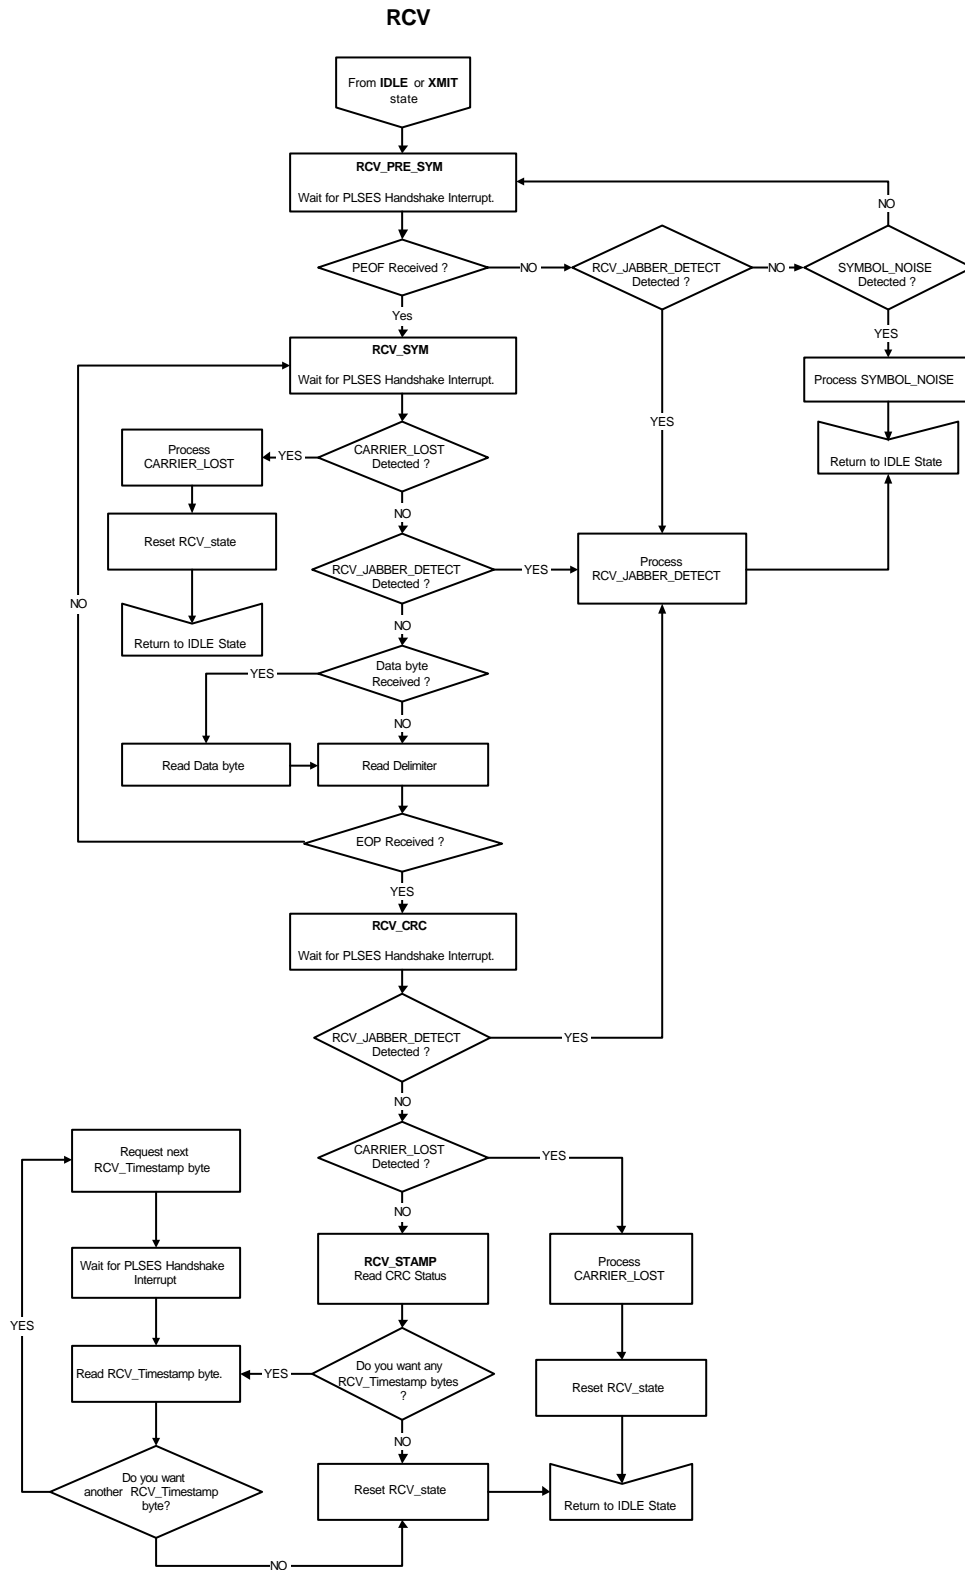 RCV
From IDLE or XMIT
state
RCV_PRE_SYM
Wait for PLSES Handshake Interrupt.
NO
PEOF Received ?
NO
RCV_JABBER_DETECT
Detected ?
NO
SYMBOL_NOISE
Detected ?
Yes
YES
RCV_SYM
Wait for PLSES Handshake Interrupt.
Process SYMBOL_NOISE
YES
Return to IDLE State
Process
CARRIER_LOST
YES
CARRIER_LOST
Detected ?
NO
Reset RCV_state
RCV_JABBER_DETECT
Detected ?
YES
Process
RCV_JABBER_DETECT
NO
NO
Return to IDLE State
Data byte
Received ?
YES
NO
Read Data byte
Read Delimiter
EOP Received ?
YES
RCV_CRC
Wait for PLSES Handshake Interrupt.
RCV_JABBER_DETECT
Detected ?
YES
NO
Request next
RCV_Timestamp byte
CARRIER_LOST
Detected ?
YES
NO
Wait for PLSES Handshake
Interrupt
RCV_STAMP
Read CRC Status
Process
CARRIER_LOST
YES
Read RCV_Timestamp byte.
YES
Do you want any
RCV_Timestamp bytes
?
Reset RCV_state
NO
Do you want
another RCV_Timestamp
byte?
Reset RCV_state
Return to IDLE State
NO